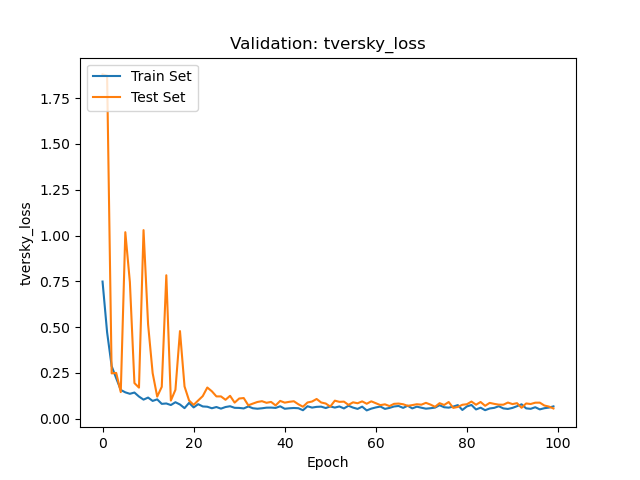 Validation: tversky_loss
Train Set
Test Set
tversky_loss
1.75
1.50
1.25
1.00
0.75
0.50
0.25
0.00
0 20 40 60 80 100
Epoch